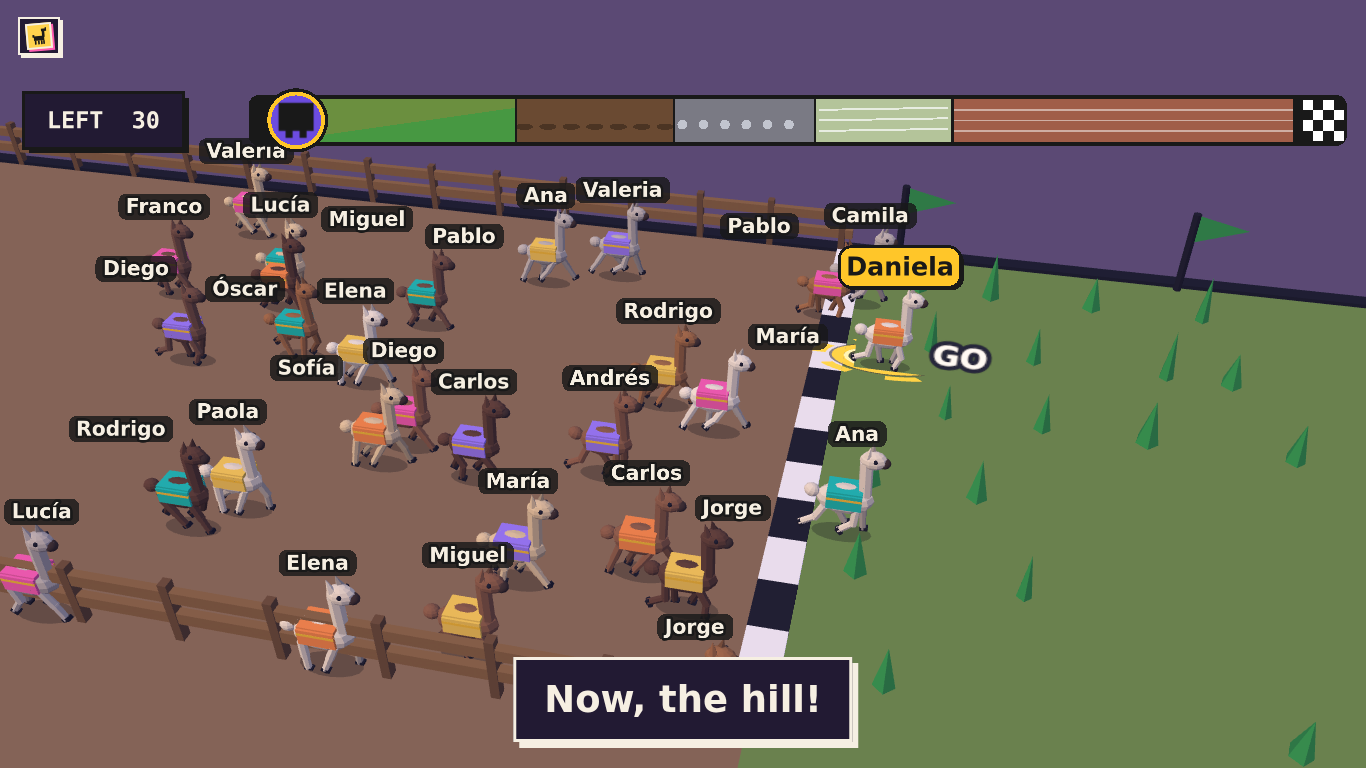 LEFT 30
Valeria
Franco
Lucía
Miguel
Ana
Valeria
Pablo
Pablo
Camila
Diego
Óscar
Elena
Daniela
Rodrigo
María
GO
Sofía
Diego
Carlos
Andrés
Rodrigo
Paola
Ana
María
Carlos
Jorge
Lucía
Elena
Miguel
Jorge
Now, the hill!